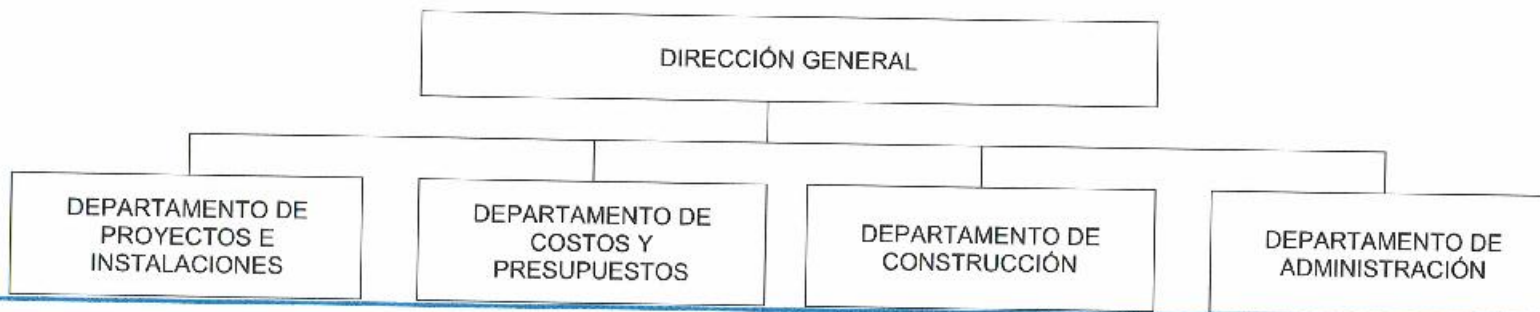 DIRECCIÓN GENERAL
DEPARTAMENTO DE
PROYECTOS E
INSTALACIONES
DEPARTAMENTO DE
COSTOS Y
PRESUPUESTOS
DEPARTAMENTO DE
CONSTRUCCIÓN
DEPARTAMENTO DE
ADMINISTRACIÓN